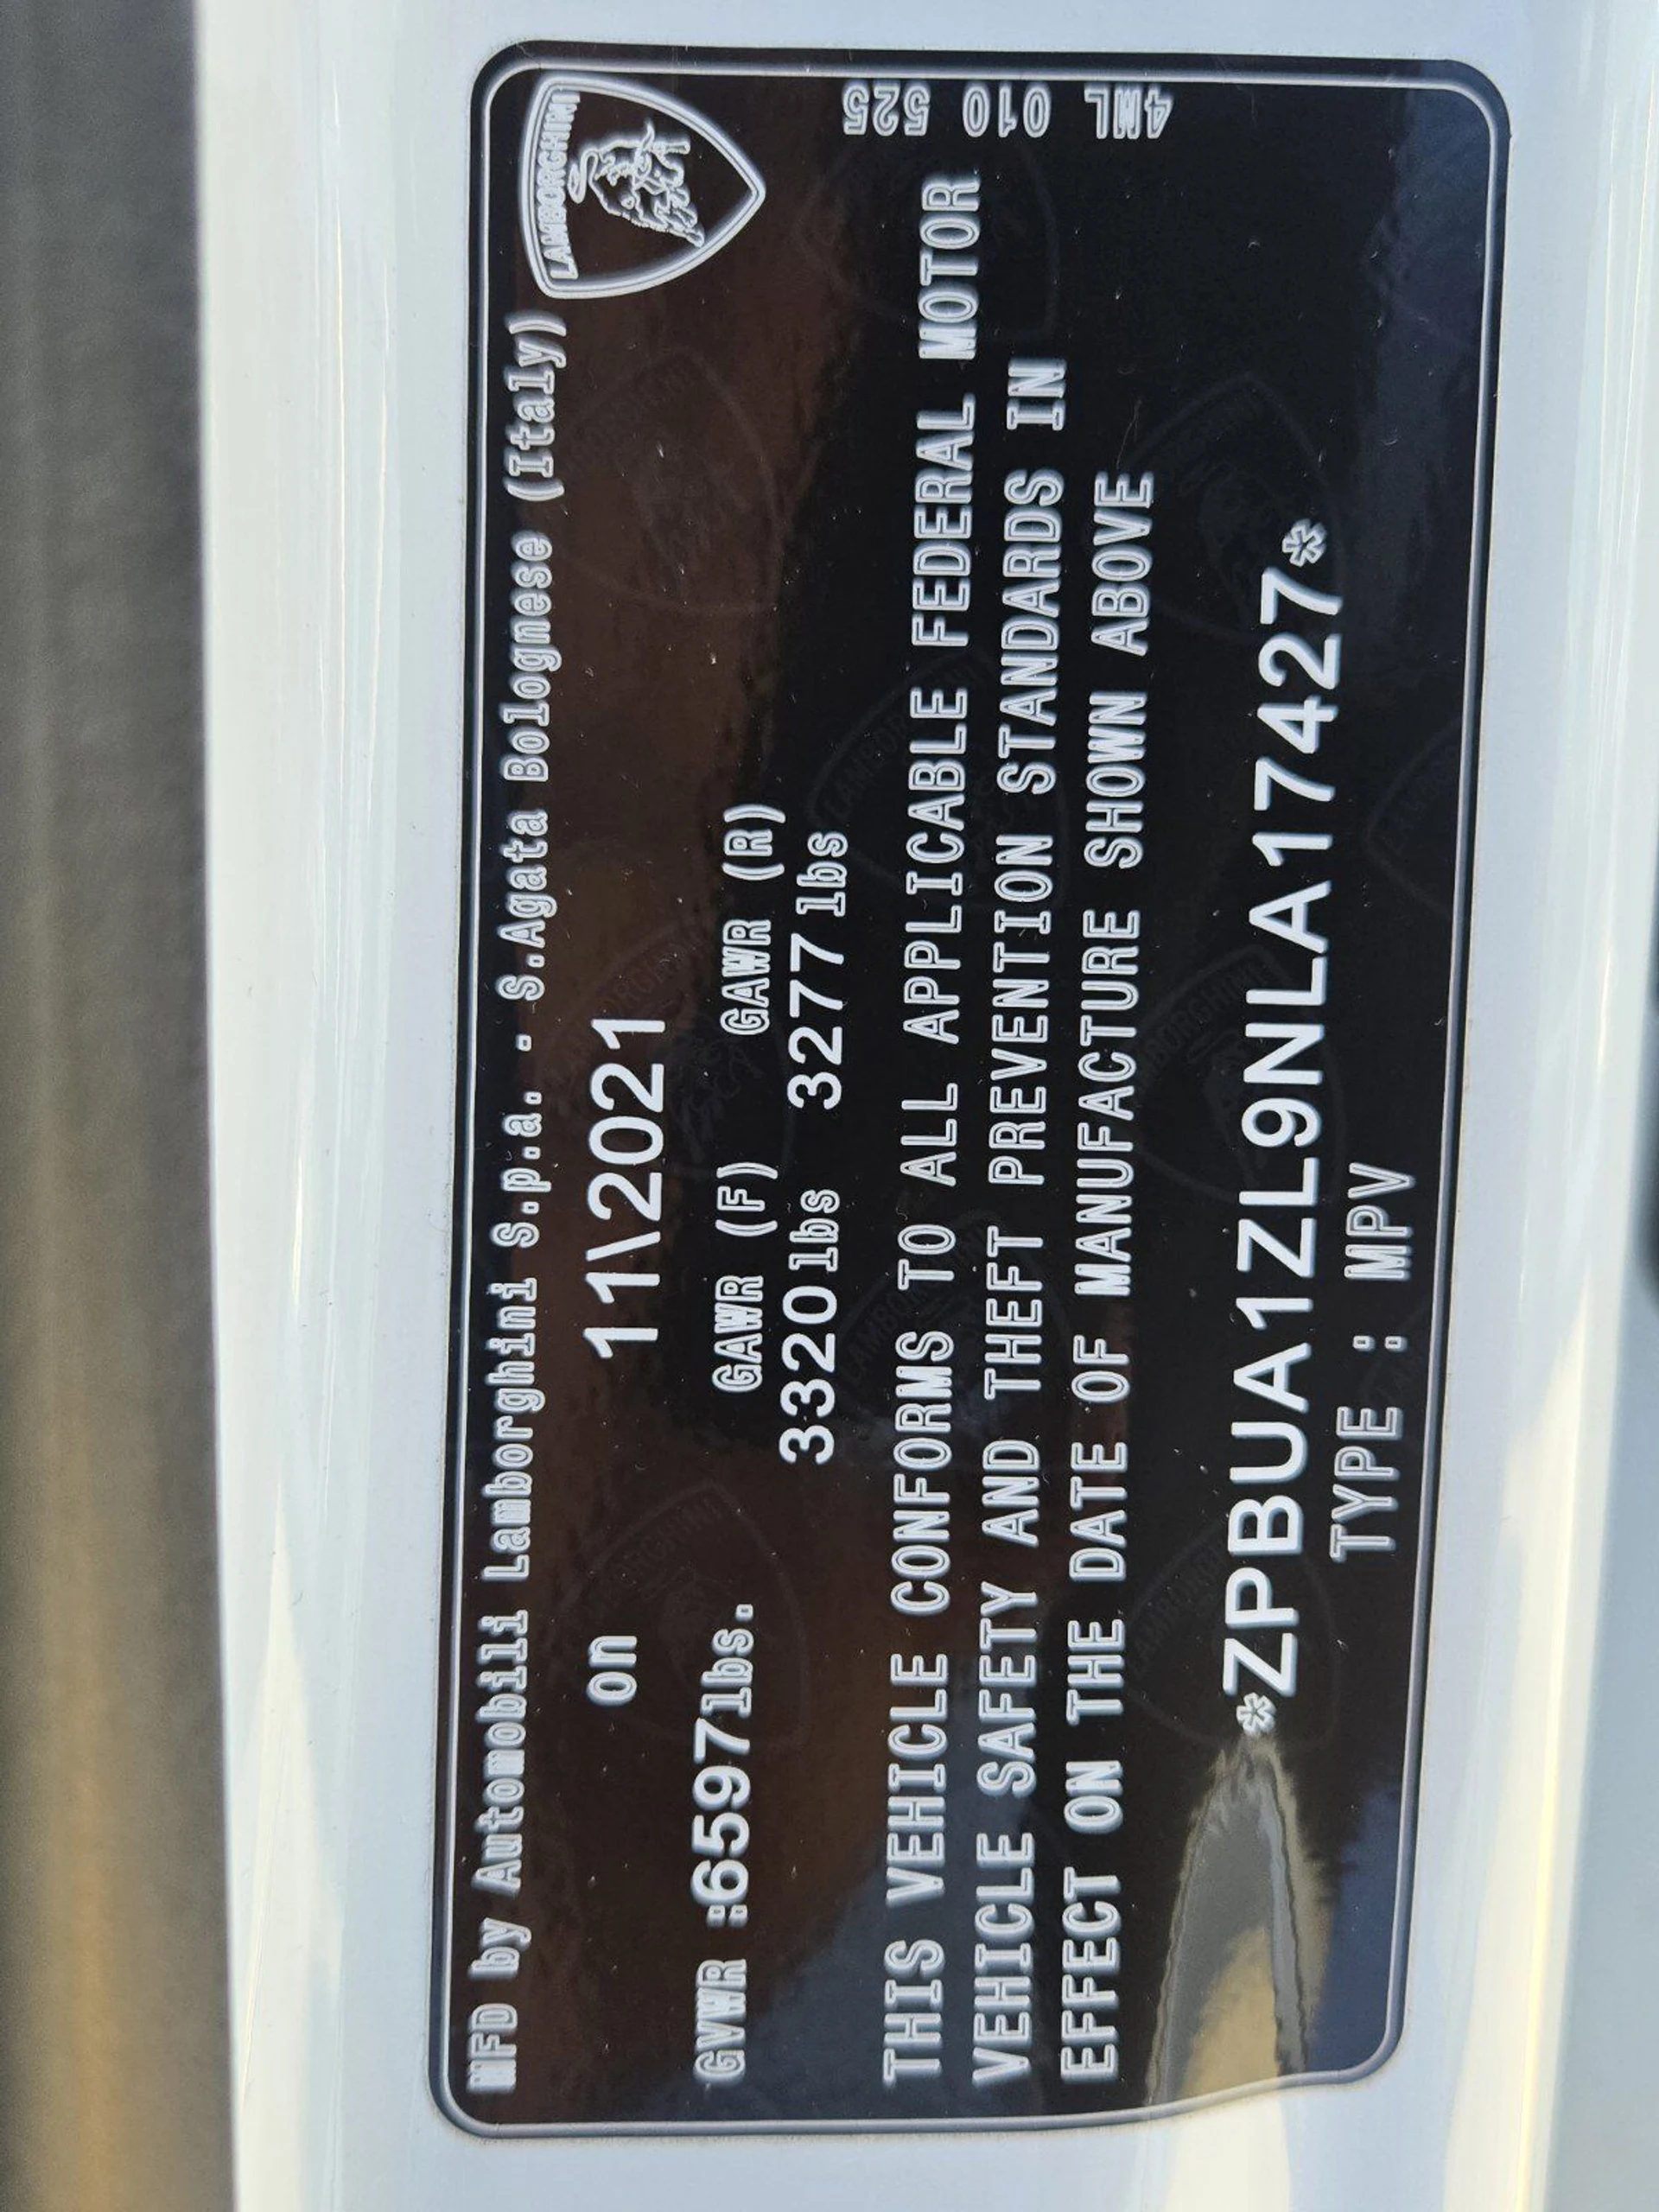 MFD by Automobili Lamborghini S.p.a. - S.Agata Bolognese (Italy)
LAMBORGHINI
on 11\2021
GVWR :6597lbs. GAWR (F) GAWR (R)
3320lbs 3277lbs
4ML 010 525
THIS VEHICLE CONFORMS TO ALL APPLICABLE FEDERAL MOTOR
VEHICLE SAFETY AND THEFT PREVENTION STANDARDS IN
EFFECT ON THE DATE OF MANUFACTURE SHOWN ABOVE
*ZPBUA1ZL9NLA17427*
TYPE : MPV